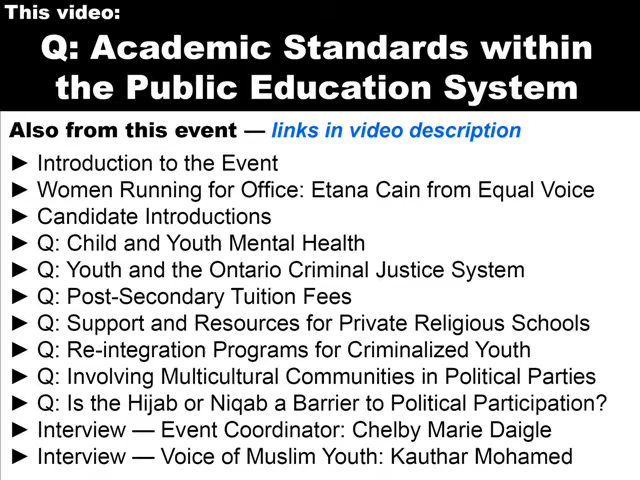 This video:
Q: Academic Standards within
the Public Education System
Also from this event — links in video description
► Introduction to the Event
► Women Running for Office: Etana Cain from Equal Voice
► Candidate Introductions
► Q: Child and Youth Mental Health
► Q: Youth and the Ontario Criminal Justice System
► Q: Post-Secondary Tuition Fees
► Q: Support and Resources for Private Religious Schools
► Q: Re-integration Programs for Criminalized Youth
► Q: Involving Multicultural Communities in Political Parties
► Q: Is the Hijab or Niqab a Barrier to Political Participation?
► Interview — Event Coordinator: Chelby Marie Daigle
► Interview — Voice of Muslim Youth: Kauthar Mohamed